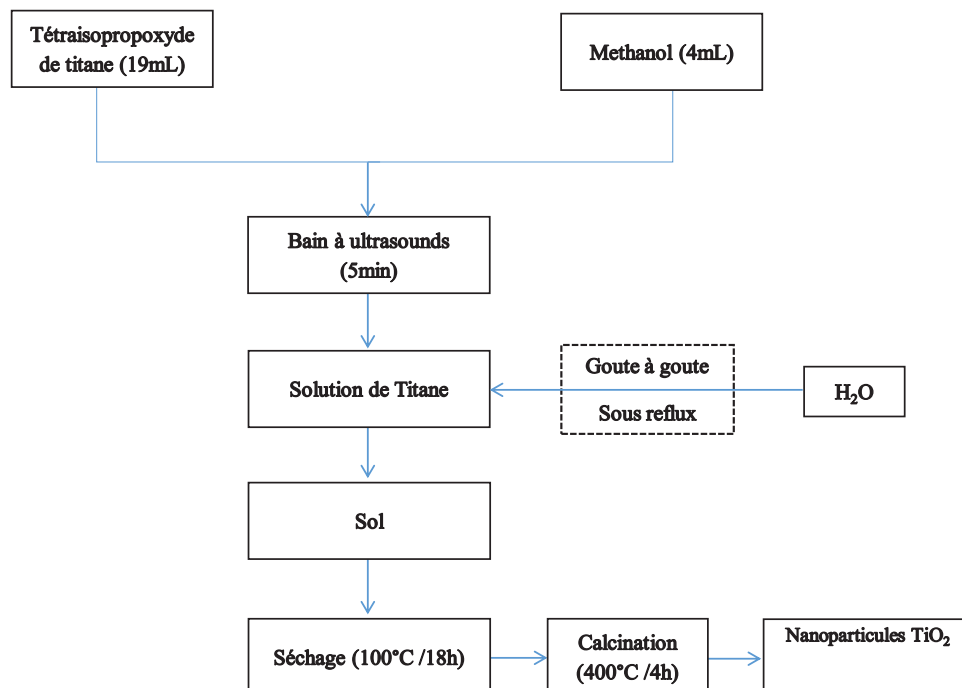 Tétraisopropoxyde
de titane (19mL)
Methanol (4mL)
Bain à ultrasounds
(5min)
Solution de Titane
Goute à goute
Sous reflux
H₂O
Sol
Séchage (100°C /18h)
Calcination
(400°C /4h)
Nanoparticules TiO₂